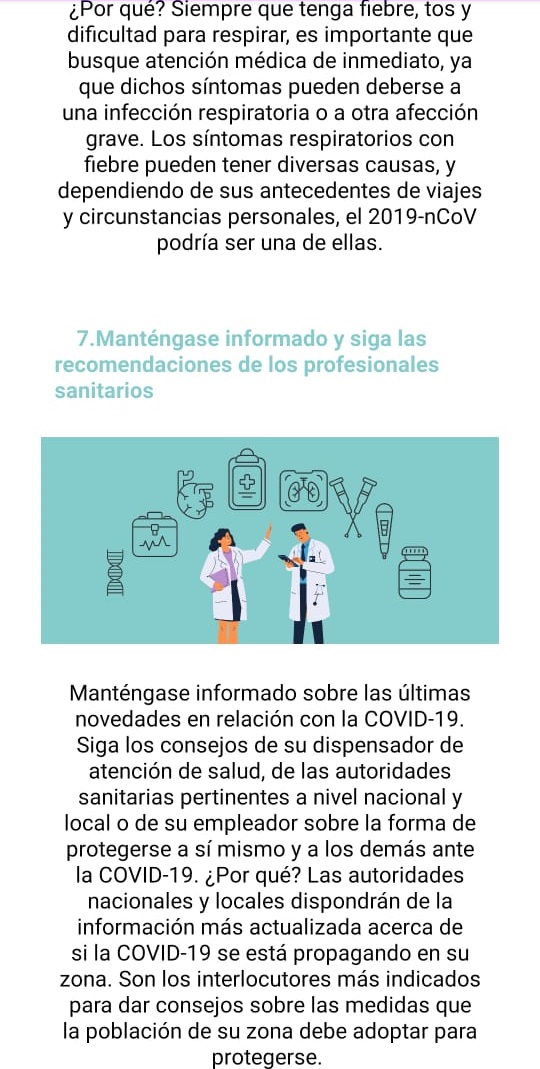 ¿Por qué? Siempre que tenga fiebre, tos y
dificultad para respirar, es importante que
busque atención médica de inmediato, ya
que dichos síntomas pueden deberse a
una infección respiratoria o a otra afección
grave. Los síntomas respiratorios con
fiebre pueden tener diversas causas, y
dependiendo de sus antecedentes de viajes
y circunstancias personales, el 2019-nCoV
podría ser una de ellas.
7.Manténgase informado y siga las
recomendaciones de los profesionales
sanitarios
Manténgase informado sobre las últimas
novedades en relación con la COVID-19.
Siga los consejos de su dispensador de
atención de salud, de las autoridades
sanitarias pertinentes a nivel nacional y
local o de su empleador sobre la forma de
protegerse a sí mismo y a los demás ante
la COVID-19. ¿Por qué? Las autoridades
nacionales y locales dispondrán de la
información más actualizada acerca de
si la COVID-19 se está propagando en su
zona. Son los interlocutores más indicados
para dar consejos sobre las medidas que
la población de su zona debe adoptar para
protegerse.